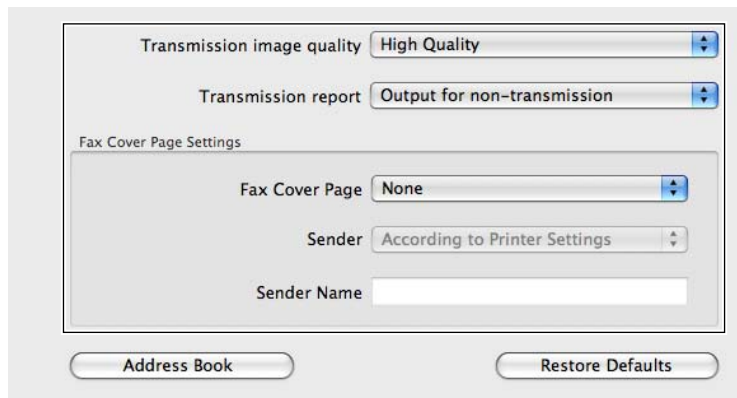 Transmission image quality High Quality
Transmission report Output for non-transmission
Fax Cover Page Settings
Fax Cover Page None
Sender According to Printer Settings
Sender Name
Address Book Restore Defaults